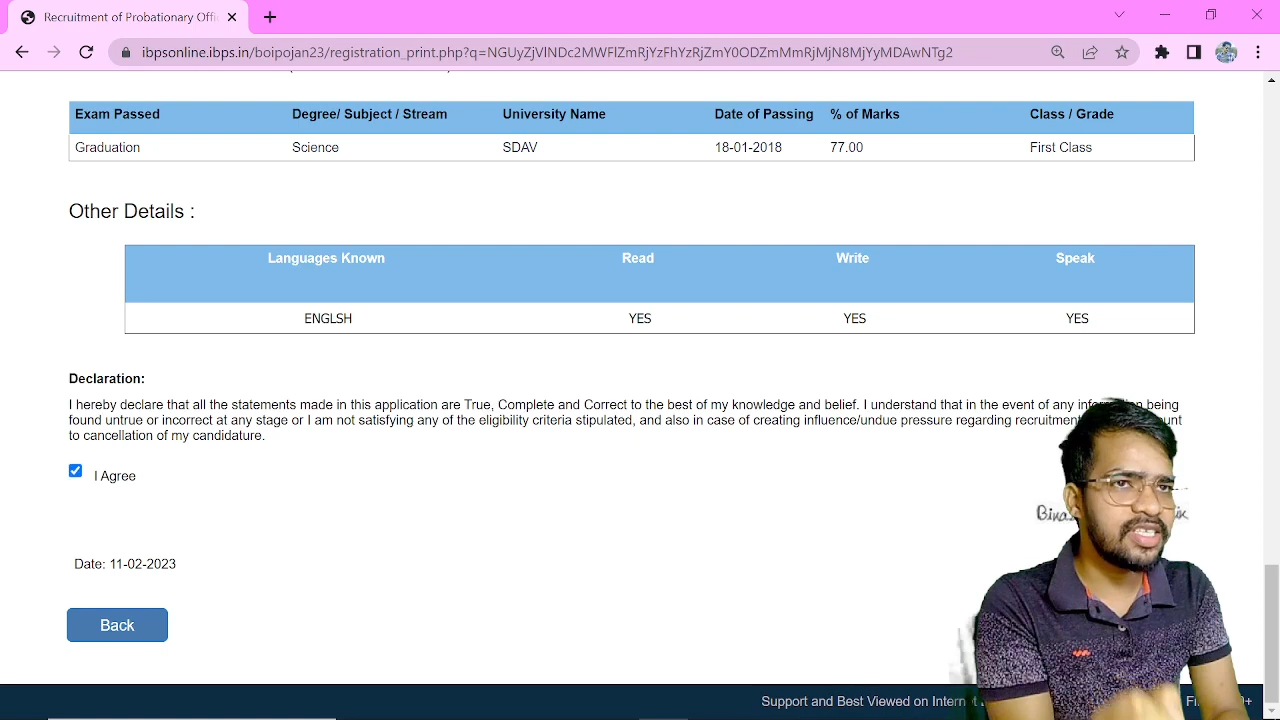 Recruitment of Probationary Offi
ibpsonline.ibps.in/boipojan23/registration_print.php?q=NGUyZjVlNDc2MWFlZmRjYzFhYzRjZmY0ODZmMmRjMjN8MjYyMDAwNTg2
Exam Passed Degree/ Subject / Stream University Name Date of Passing % of Marks Class / Grade
Graduation Science SDAV 18-01-2018 77.00 First Class
Other Details :
Languages Known Read Write Speak
ENGLSH YES YES YES
Declaration:
I hereby declare that all the statements made in this application are True, Complete and Correct to the best of my knowledge and belief. I understand that in the event of any being
found untrue or incorrect at any stage or I am not satisfying any of the eligibility criteria stipulated, and also in case of creating influence/undue pressure regarding recruitment
to cancellation of my candidature.
I Agree
Date: 11-02-2023
Back
Support and Best Viewed on Internet